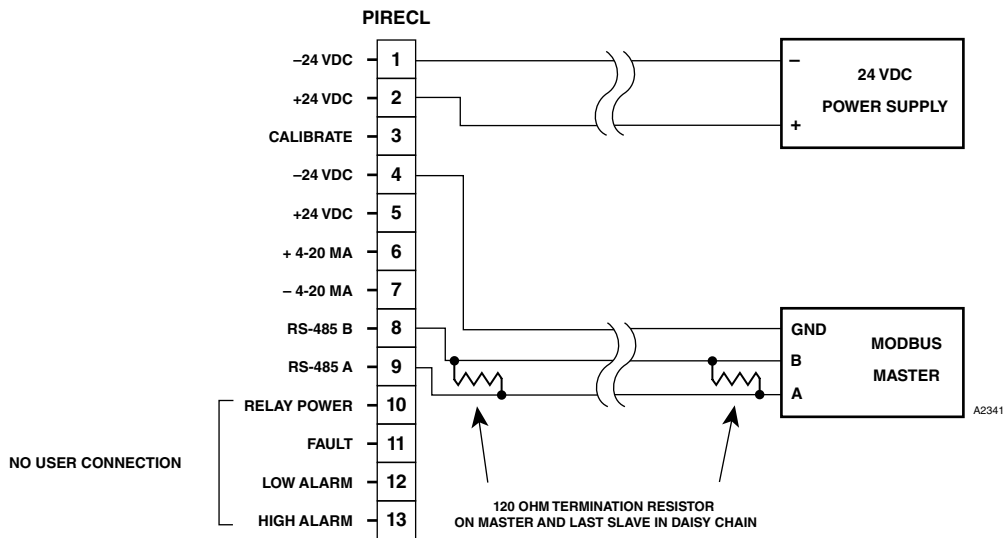 PIRECL
–24 VDC 1
+24 VDC 2
CALIBRATE 3
–24 VDC 4
+24 VDC 5
+ 4-20 MA 6
– 4-20 MA 7
RS-485 B 8
RS-485 A 9
RELAY POWER 10
FAULT 11
LOW ALARM 12
HIGH ALARM 13
NO USER CONNECTION
–
+
24 VDC
POWER SUPPLY
GND
B
A
MODBUS
MASTER
A2341
120 OHM TERMINATION RESISTOR
ON MASTER AND LAST SLAVE IN DAISY CHAIN